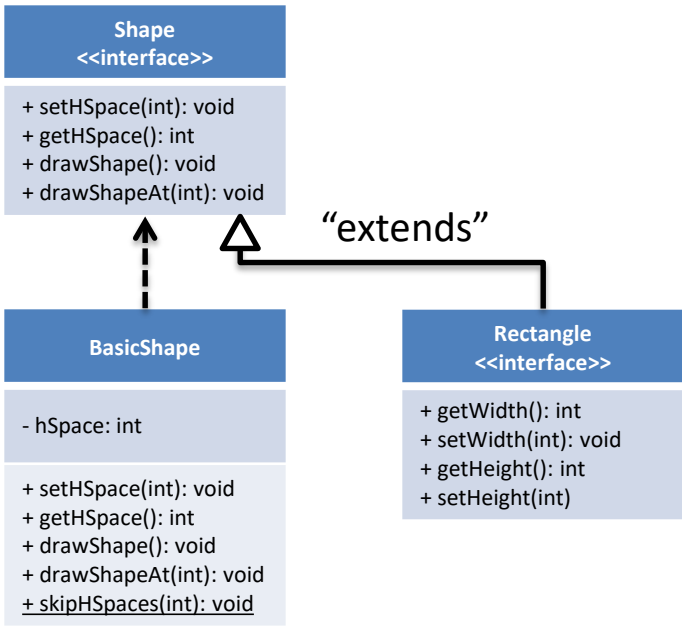 Shape
<<interface>>
+ setHSpace(int): void
+ getHSpace(): int
+ drawShape(): void
+ drawShapeAt(int): void
“extends”
BasicShape
- hSpace: int
+ setHSpace(int): void
+ getHSpace(): int
+ drawShape(): void
+ drawShapeAt(int): void
+ skipHSpaces(int): void
Rectangle
<<interface>>
+ getWidth(): int
+ setWidth(int): void
+ getHeight(): int
+ setHeight(int)